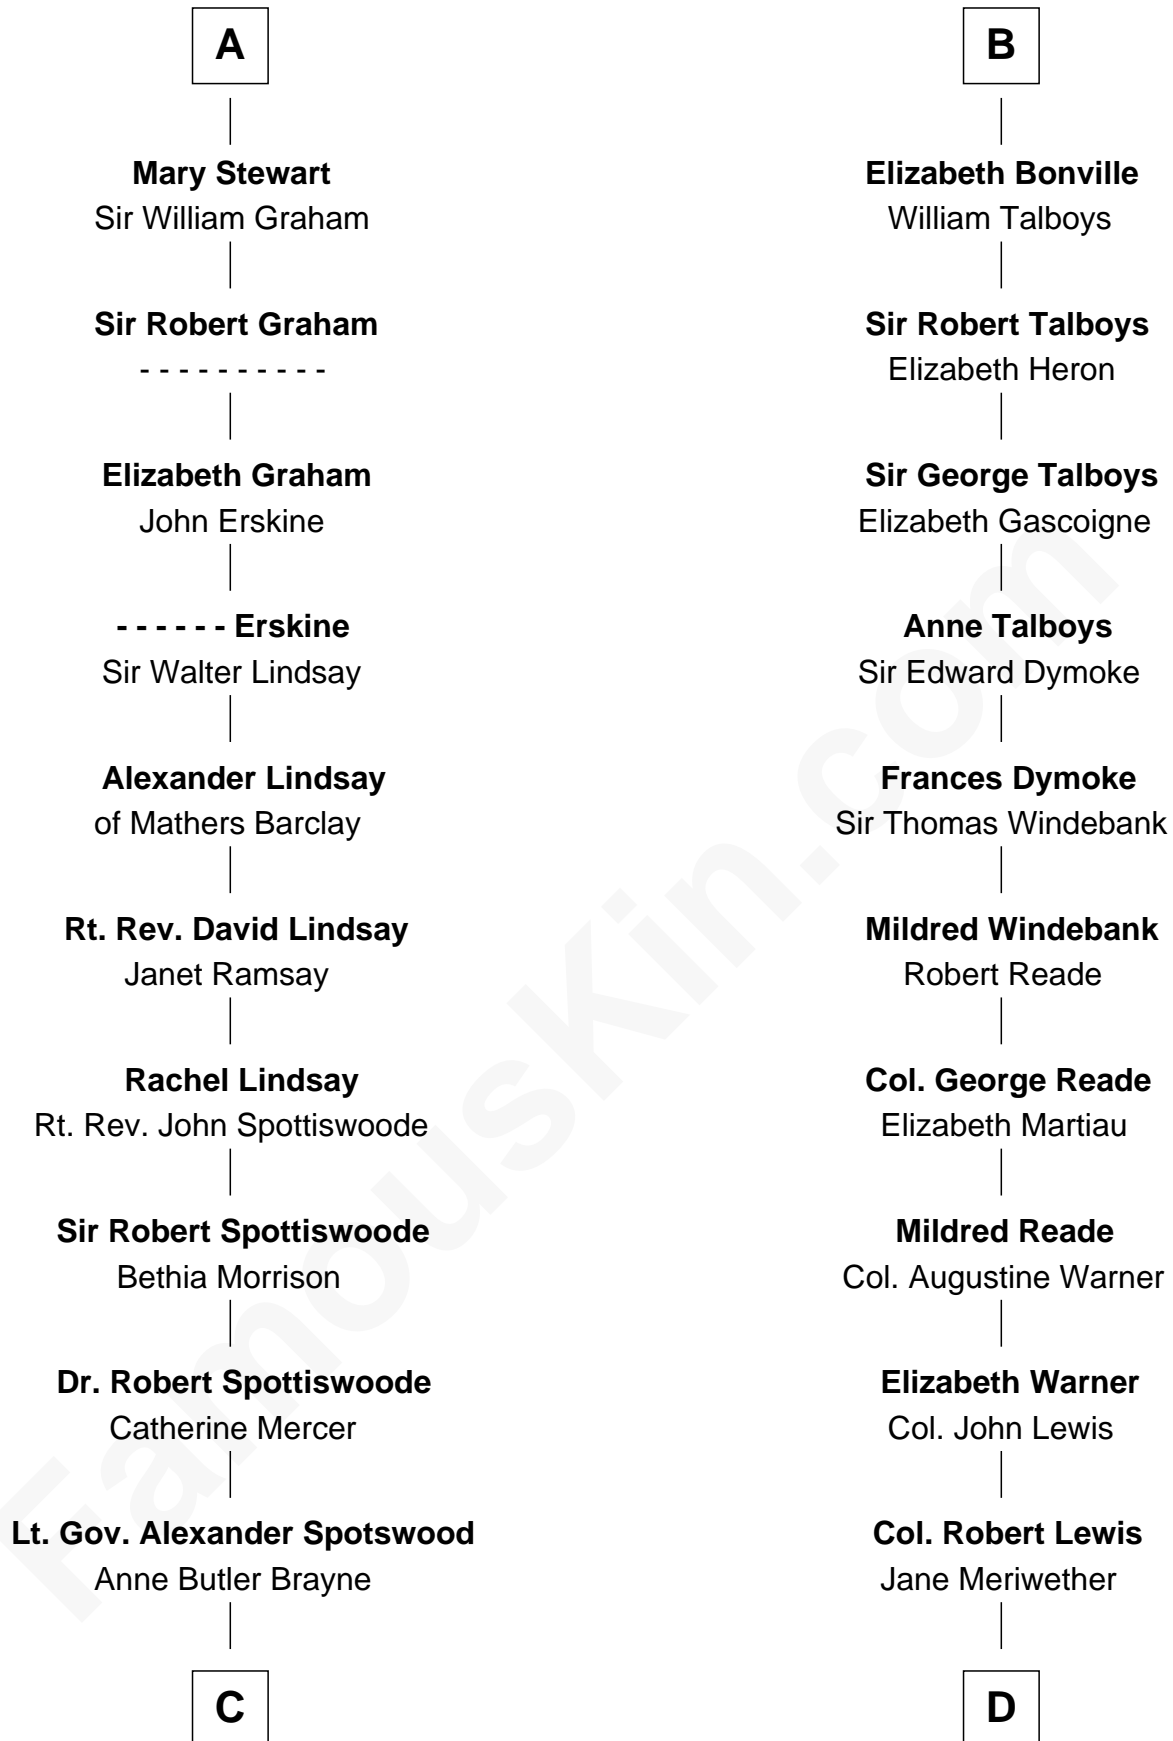 A
Mary Stewart
Sir William Graham
Sir Robert Graham
- - - - - - - - - -
Elizabeth Graham
John Erskine
- - - - - - Erskine
Sir Walter Lindsay
Alexander Lindsay
of Mathers Barclay
Rt. Rev. David Lindsay
Janet Ramsay
Rachel Lindsay
Rt. Rev. John Spottiswoode
Sir Robert Spottiswoode
Bethia Morrison
Dr. Robert Spottiswoode
Catherine Mercer
Lt. Gov. Alexander Spotswood
Anne Butler Brayne
C
B
Elizabeth Bonville
William Talboys
Sir Robert Talboys
Elizabeth Heron
Sir George Talboys
Elizabeth Gascoigne
Anne Talboys
Sir Edward Dymoke
Frances Dymoke
Sir Thomas Windebank
Mildred Windebank
Robert Reade
Col. George Reade
Elizabeth Martiau
Mildred Reade
Col. Augustine Warner
Elizabeth Warner
Col. John Lewis
Col. Robert Lewis
Jane Meriwether
D
FamousKin.com